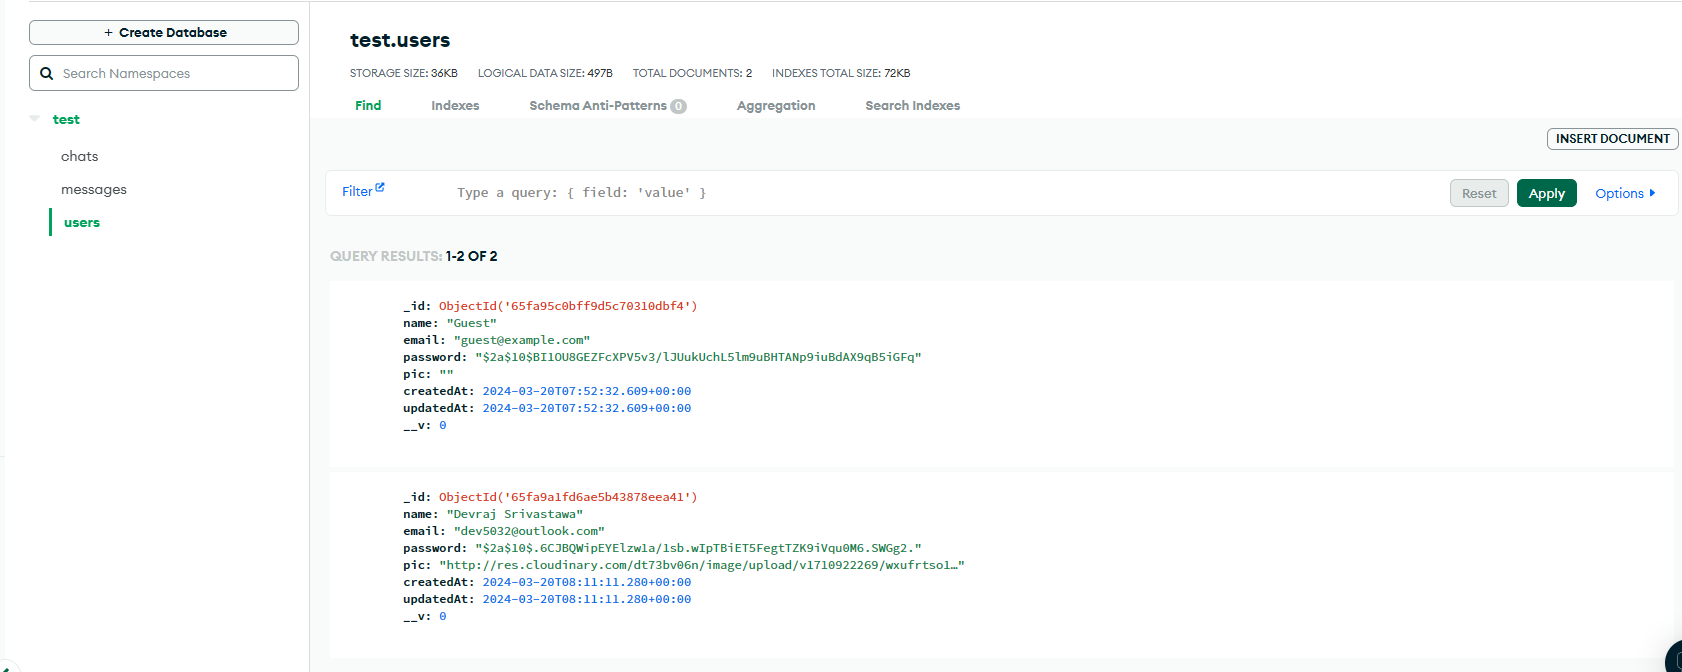 + Create Database
Search Namespaces
test
chats
messages
users
test.users
STORAGE SIZE: 36KB LOGICAL DATA SIZE: 497B TOTAL DOCUMENTS: 2 INDEXES TOTAL SIZE: 72KB
Find Indexes Schema Anti-Patterns 0 Aggregation Search Indexes
INSERT DOCUMENT
Filter Type a query: { field: 'value' } Reset Apply Options
QUERY RESULTS: 1-2 OF 2
_id: ObjectId('65fa95c0bff9d5c70310dbf4')
name: "Guest"
email: "guest@example.com"
password: "$2a$10$BI1OU8GEZFcXPV5v3/lJUukUchL5lm9uBHTANp9iuBdAX9qB5iGFq"
pic: ""
createdAt: 2024-03-20T07:52:32.609+00:00
updatedAt: 2024-03-20T07:52:32.609+00:00
__v: 0
_id: ObjectId('65fa9a1fd6ae5b43878eea41')
name: "Devraj Srivastawa"
email: "dev5032@outlook.com"
password: "$2a$10$.6CJBQWipEYElzw1a/1sb.wIpTBiET5FegtTZK9iVqu0M6.SWGg2."
pic: "http://res.cloudinary.com/dt73bv06n/image/upload/v1710922269/wxufrtso1…"
createdAt: 2024-03-20T08:11:11.280+00:00
updatedAt: 2024-03-20T08:11:11.280+00:00
__v: 0